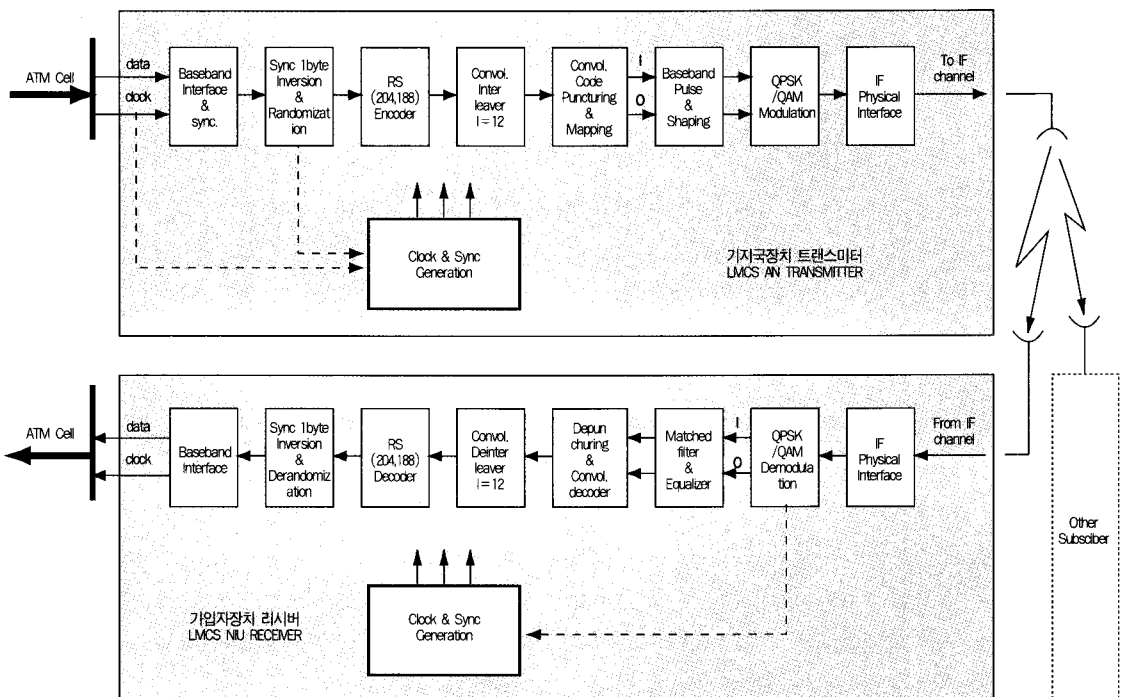 ATM Cell
data
clock
Baseband
Interface
&
sync.
Sync 1byte
Inversion
&
Randomizat
ion
RS
(204,188)
Encoder
Convol.
Inter
leaver
I=12
Convol.
Code
Puncturing
&
Mapping
I
Q
Baseband
Pulse
&
Shaping
QPSK
/QAM
Modulation
IF
Physical
Interface
To IF
channel
Clock & Sync
Generation
기지국장치 트랜스미터
LMCS AN TRANSMITTER
ATM Cell
data
clock
Baseband
Interface
Sync 1byte
Inversion
&
Derandomiz
ation
RS
(204,188)
Decoder
Convol.
Deinter
leaver
I=12
Depun
churing
&
Convol.
decoder
Matched
filter
&
Equalizer
I
Q
QPSK
/QAM
Demodula
tion
IF
Physical
Interface
From IF
channel
가입자장치 리시버
LMCS NIU RECEIVER
Clock & Sync
Generation
Other
Subsciber